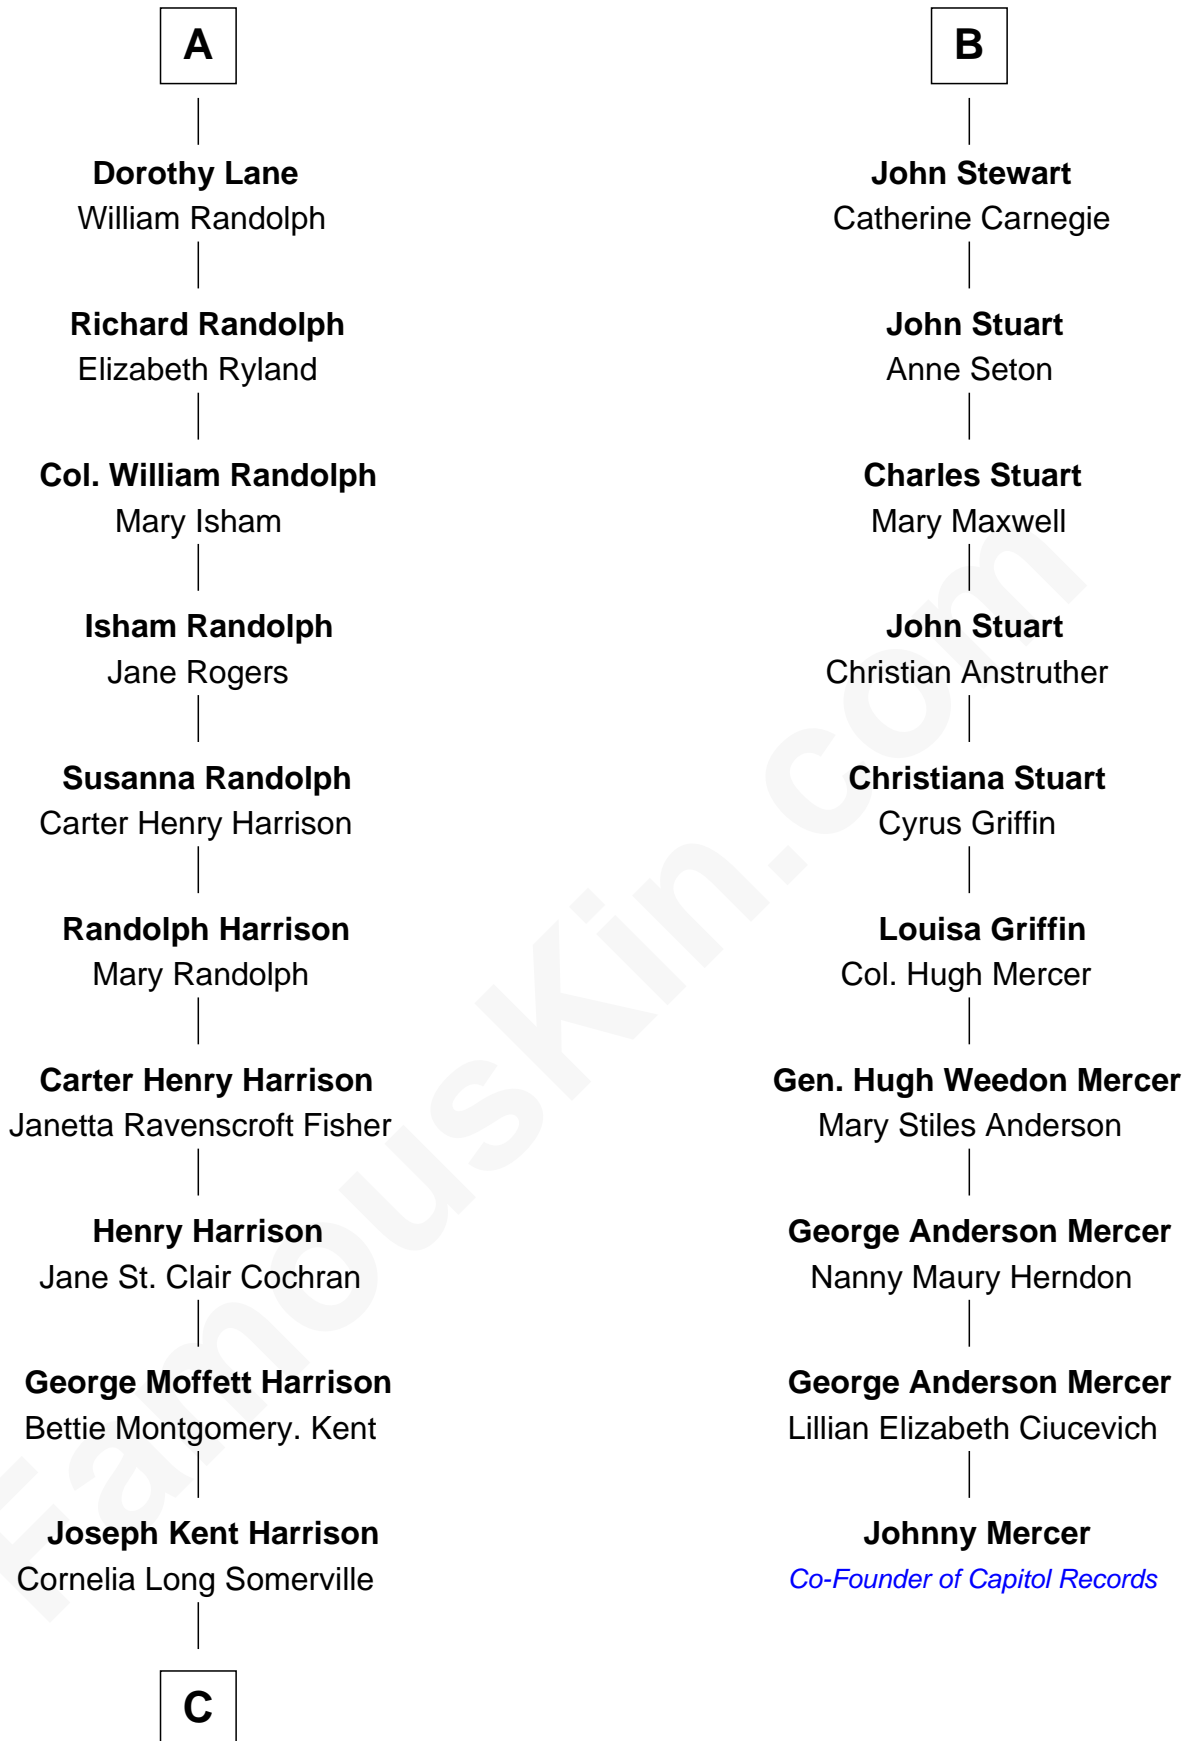 A
Dorothy Lane
William Randolph
Richard Randolph
Elizabeth Ryland
Col. William Randolph
Mary Isham
Isham Randolph
Jane Rogers
Susanna Randolph
Carter Henry Harrison
Randolph Harrison
Mary Randolph
Carter Henry Harrison
Janetta Ravenscroft Fisher
Henry Harrison
Jane St. Clair Cochran
George Moffett Harrison
Bettie Montgomery. Kent
Joseph Kent Harrison
Cornelia Long Somerville
C
B
John Stewart
Catherine Carnegie
John Stuart
Anne Seton
Charles Stuart
Mary Maxwell
John Stuart
Christian Anstruther
Christiana Stuart
Cyrus Griffin
Louisa Griffin
Col. Hugh Mercer
Gen. Hugh Weedon Mercer
Mary Stiles Anderson
George Anderson Mercer
Nanny Maury Herndon
George Anderson Mercer
Lillian Elizabeth Ciucevich
Johnny Mercer
Co-Founder of Capitol Records
FamousKin.com